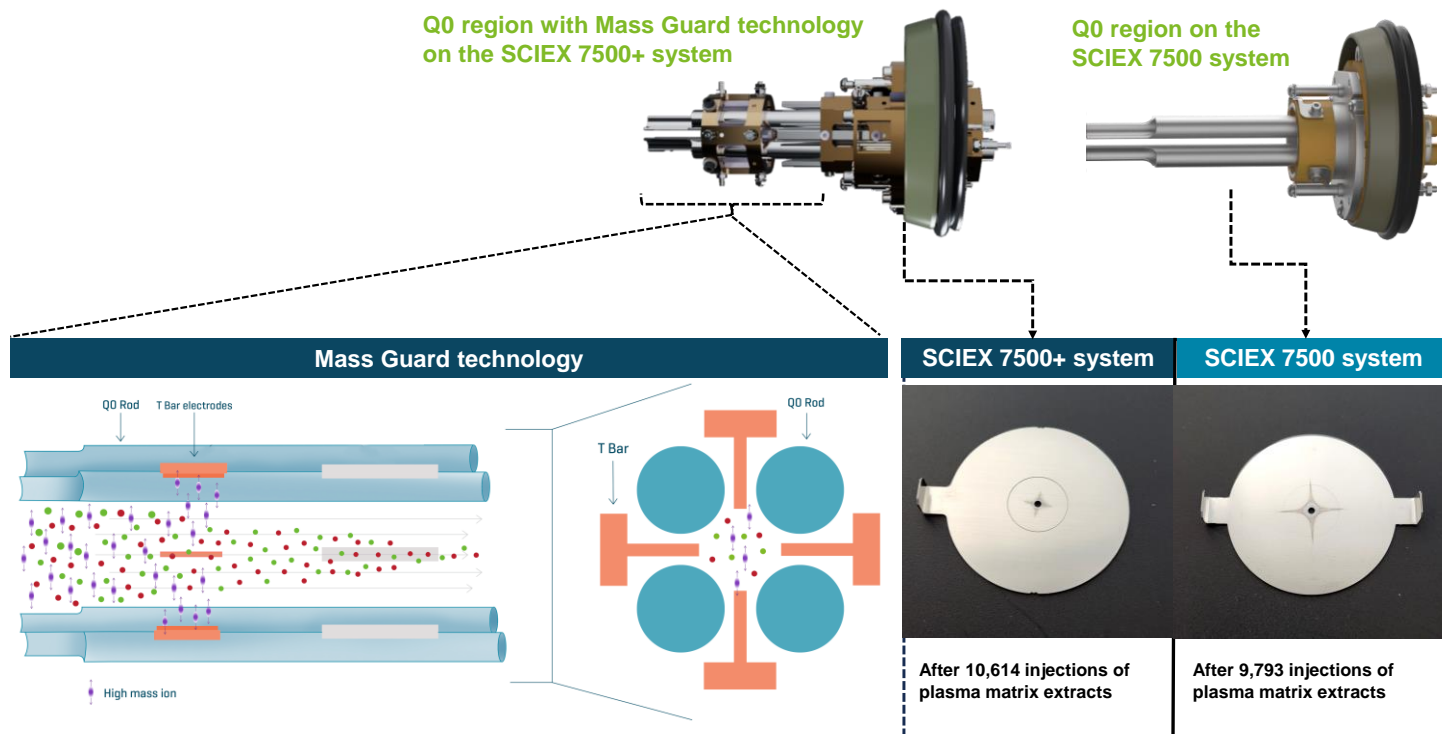 Q0 region with Mass Guard technology
on the SCIEX 7500+ system
Q0 region on the
SCIEX 7500 system
Mass Guard technology
SCIEX 7500+ system
SCIEX 7500 system
Q0 Rod
T Bar electrodes
Q0 Rod
T Bar
High mass ion
After 10,614 injections of
plasma matrix extracts
After 9,793 injections of
plasma matrix extracts